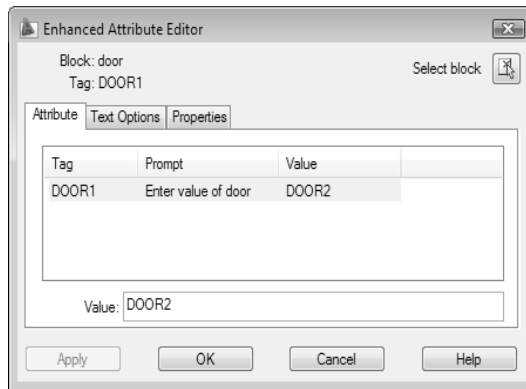 Enhanced Attribute Editor
Block: door
Tag: DOOR1
Select block
Attribute Text Options Properties
Tag Prompt Value
DOOR1 Enter value of door DOOR2
Value: DOOR2
Apply OK Cancel Help